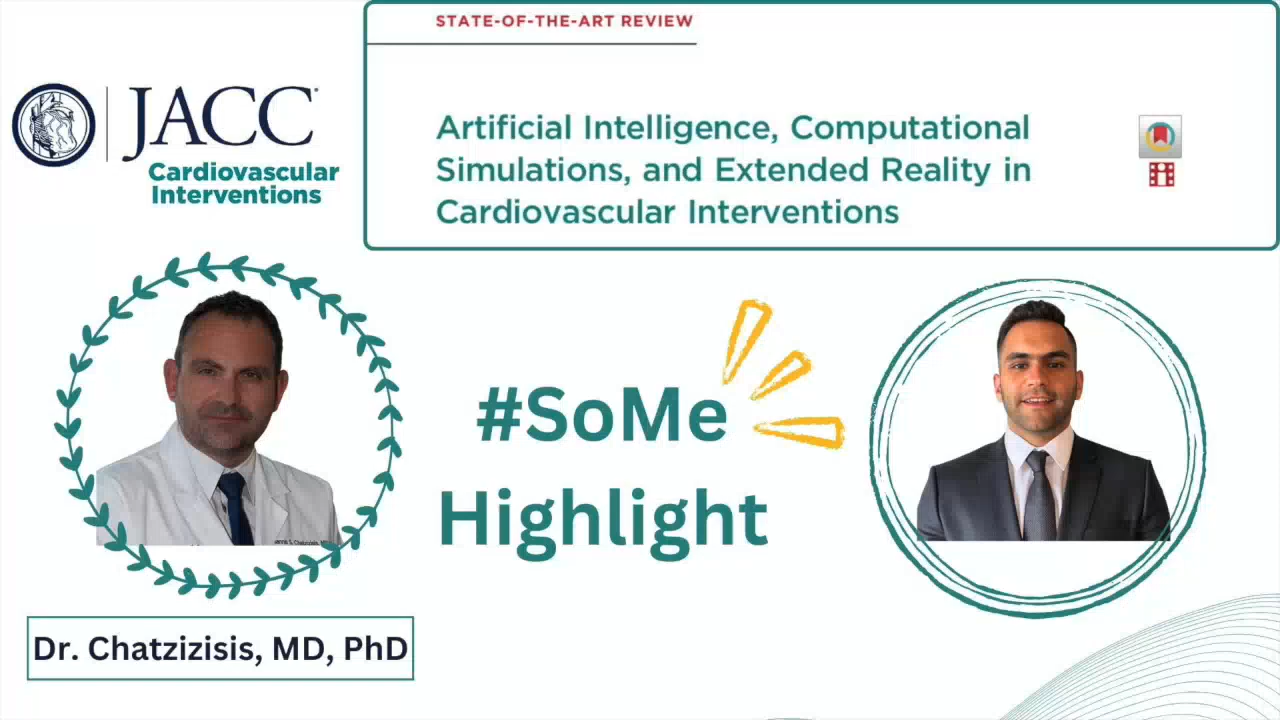 STATE-OF-THE-ART REVIEW
JACC
Cardiovascular
Interventions
Artificial Intelligence, Computational
Simulations, and Extended Reality in
Cardiovascular Interventions
#SoMe
Highlight
Dr. Chatzizisis, MD, PhD